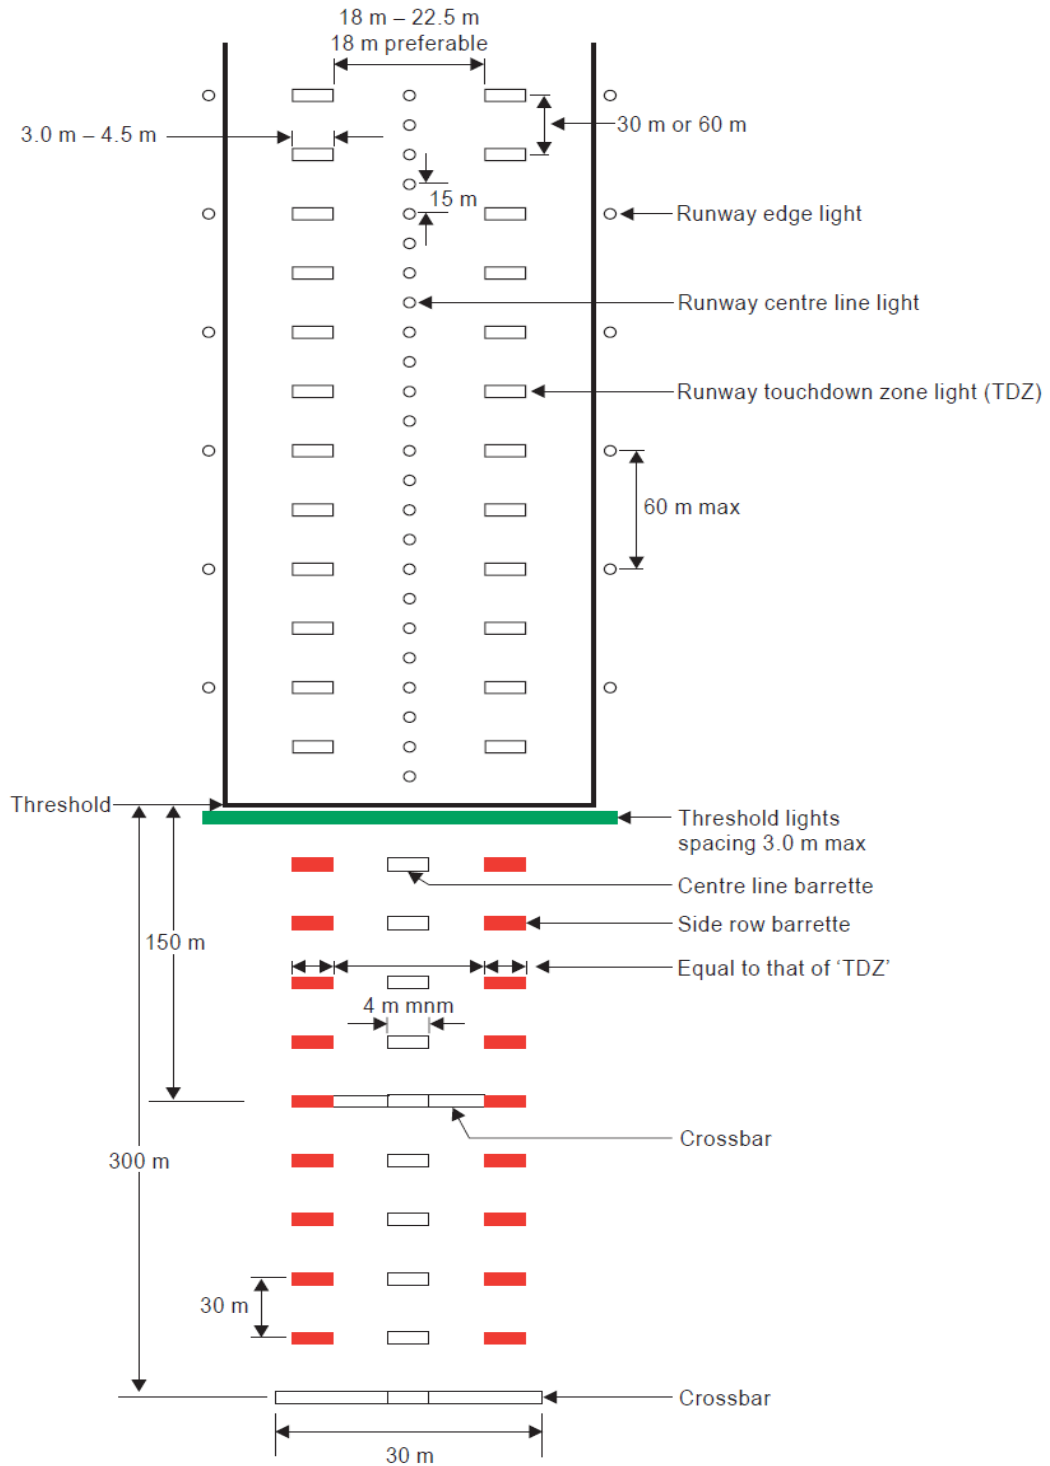 18 m – 22.5 m
18 m preferable
3.0 m – 4.5 m
30 m or 60 m
15 m
Runway edge light
Runway centre line light
Runway touchdown zone light (TDZ)
60 m max
Threshold
Threshold lights
spacing 3.0 m max
Centre line barrette
Side row barrette
150 m
Equal to that of ‘TDZ’
4 m mnm
Crossbar
300 m
30 m
Crossbar
30 m